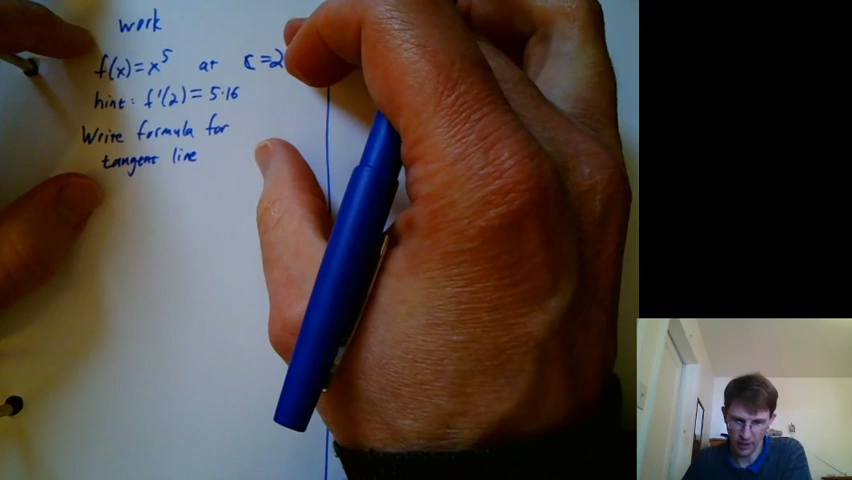 work
f(x) = x⁵ at c = 2
hint: f'(2) = 5·16
Write formula for
tangent line